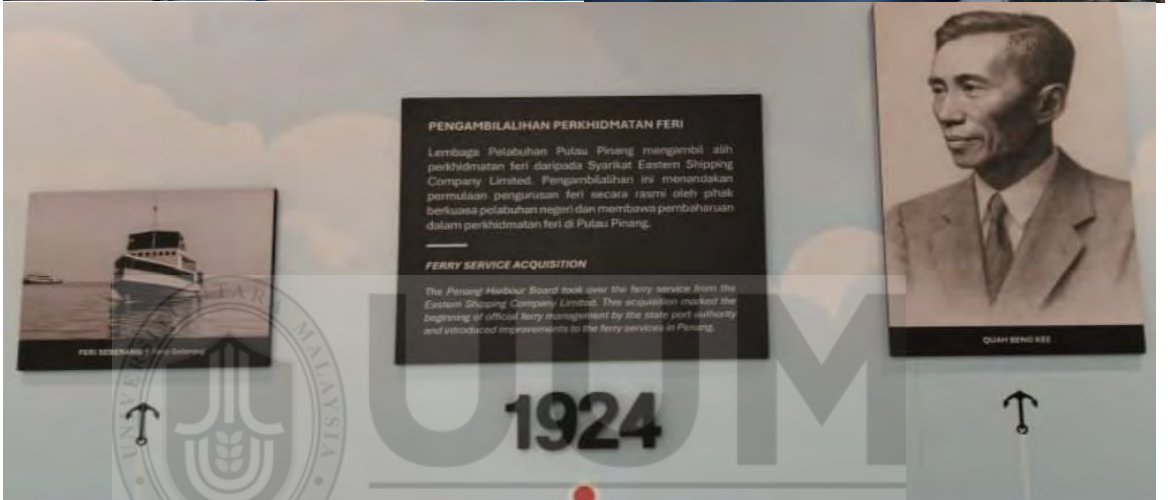 PENGAMBILALIHAN PERKHIDMATAN FERI
Lembaga Pelabuhan Pulau Pinang mengambil alih
perkhidmatan feri daripada Syarikat Eastern Shipping
Company Limited. Pengambilalihan ini menandakan
permulaan pengurusan feri secara rasmi oleh pihak
berkuasa pelabuhan negeri dan membawa pembaharuan
dalam perkhidmatan feri di Pulau Pinang.
FERRY SERVICE ACQUISITION
The Penang Harbour Board took over the ferry service from the
Eastern Shipping Company Limited. This acquisition marked the
beginning of official ferry management by the state port authority
and introduced improvements to the ferry services in Penang.
FERI SEBERANG |
QUAH BENG KEE
1924
UNIVERSITI UTARA MALAYSIA
UUM